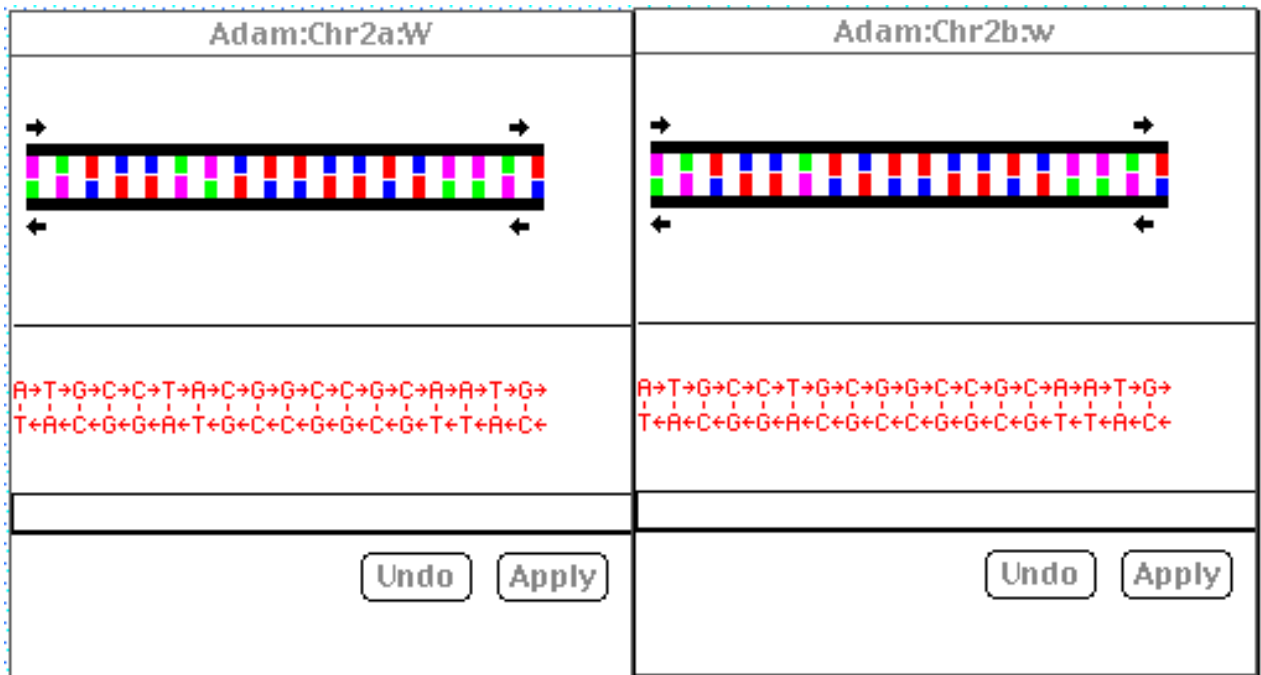 Adam:Chr2a:W
A→T→G→C→C→T→A→C→G→G→C→C→G→C→A→A→T→G→
T←A←C←G←G←A←T←G←C←C←G←G←C←G←T←T←A←C←
Undo Apply
Adam:Chr2b:w
A→T→G→C→C→T→G→C→G→G→C→C→G→C→A→A→T→G→
T←A←C←G←G←A←C←G←C←C←G←G←C←G←T←T←A←C←
Undo Apply